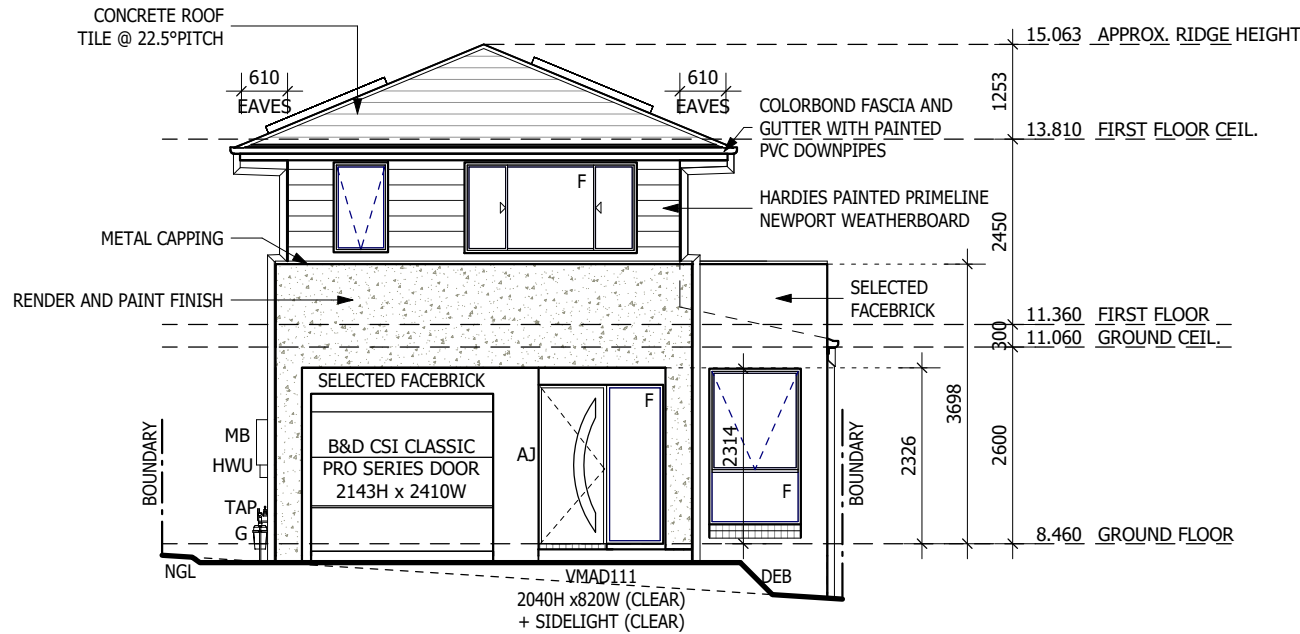 CONCRETE ROOF
TILE @ 22.5°PITCH
15.063 APPROX. RIDGE HEIGHT
610
EAVES
610
EAVES
1253
COLORBOND FASCIA AND
GUTTER WITH PAINTED
PVC DOWNPIPES
13.810 FIRST FLOOR CEIL.
F
HARDIES PAINTED PRIMELINE
NEWPORT WEATHERBOARD
2450
METAL CAPPING
RENDER AND PAINT FINISH
SELECTED
FACEBRICK
11.360 FIRST FLOOR
300
11.060 GROUND CEIL.
SELECTED FACEBRICK
F
3698
BOUNDARY
MB
HWU
TAP
G
B&D CSI CLASSIC
PRO SERIES DOOR
2143H x 2410W
AJ
2314
F
BOUNDARY
2326
2600
8.460 GROUND FLOOR
NGL
VMAD111
2040H x820W (CLEAR)
+ SIDELIGHT (CLEAR)
DEB